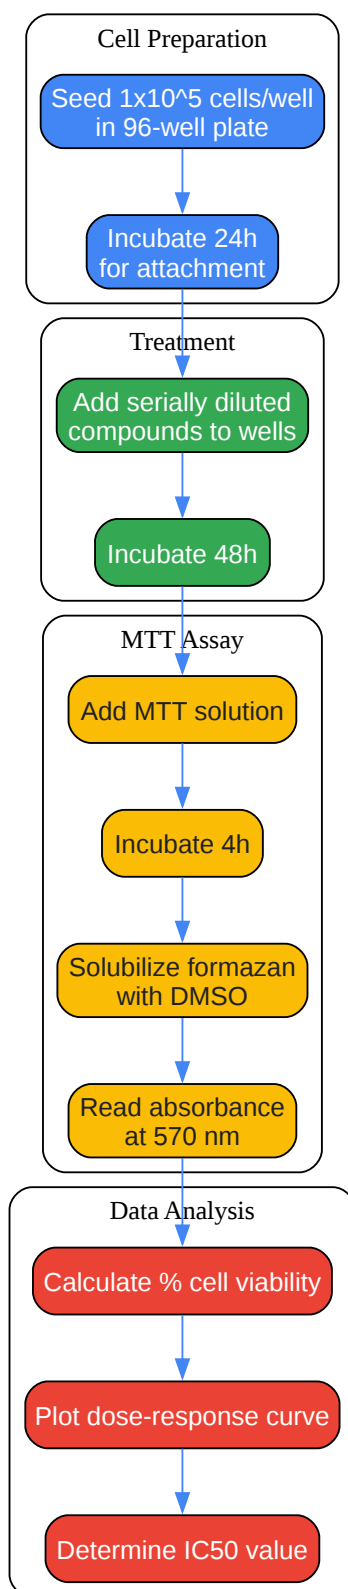 Cell Preparation
Seed 1x10^5 cells/well
in 96-well plate
Incubate 24h
for attachment
Treatment
Add serially diluted
compounds to wells
Incubate 48h
MTT Assay
Add MTT solution
Incubate 4h
Solubilize formazan
with DMSO
Read absorbance
at 570 nm
Data Analysis
Calculate % cell viability
Plot dose-response curve
Determine IC50 value